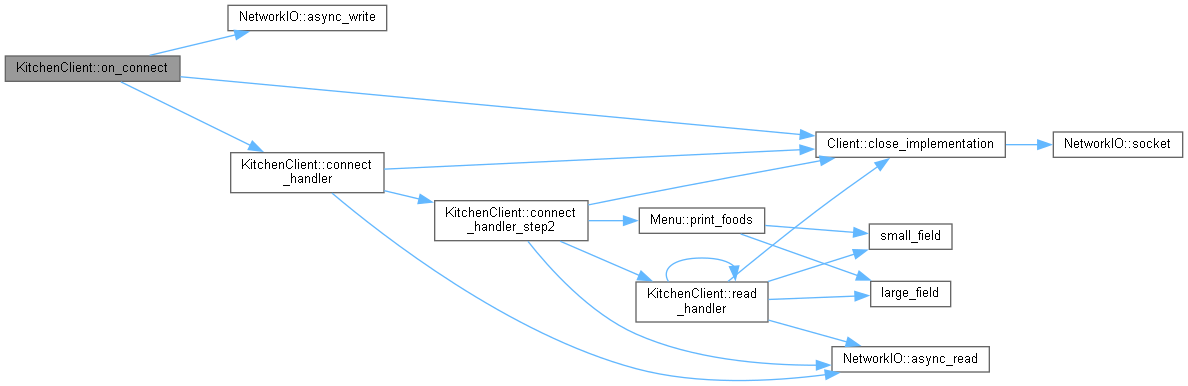 NetworkIO::async_write
KitchenClient::on_connect
Client::close_implementation
NetworkIO::socket
KitchenClient::connect
_handler
KitchenClient::connect
_handler_step2
Menu::print_foods
small_field
KitchenClient::read
_handler
large_field
NetworkIO::async_read